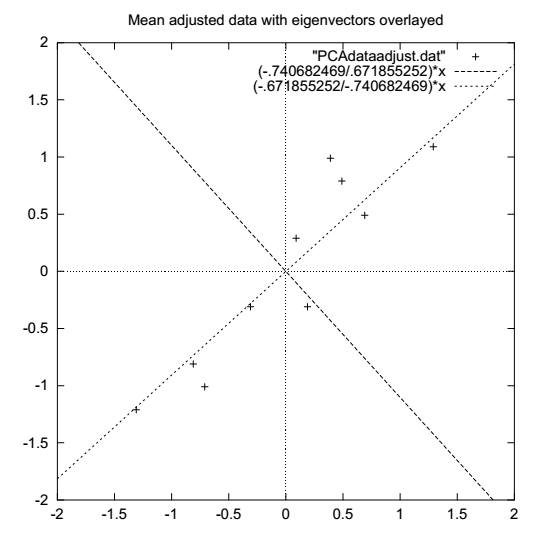 Mean adjusted data with eigenvectors overlayed
"PCAdataadjust.dat"
(-.740682469/.671855252)*x
(-.671855252/-.740682469)*x
2
1.5
1
0.5
0
-0.5
-1
-1.5
-2
-2 -1.5 -1 -0.5 0 0.5 1 1.5 2